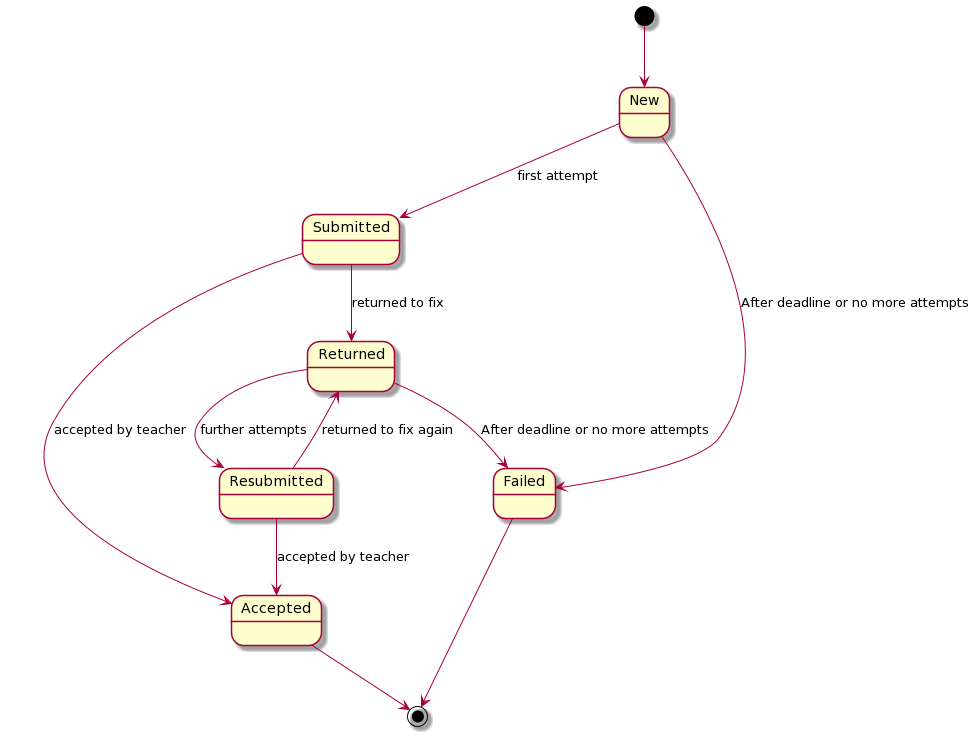 New
first attempt
Submitted
returned to fix
After deadline or no more attempts
Returned
accepted by teacher
further attempts
returned to fix again
After deadline or no more attempts
Resubmitted
Failed
accepted by teacher
Accepted